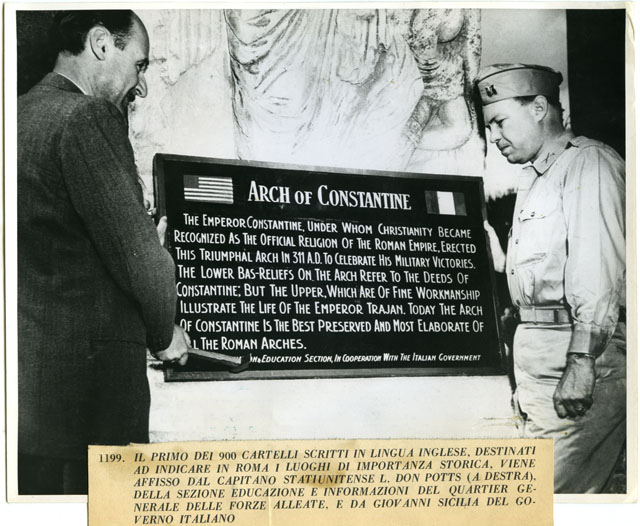 ARCH OF CONSTANTINE
THE EMPEROR CONSTANTINE, UNDER WHOM CHRISTIANITY BECAME
RECOGNIZED AS THE OFFICIAL RELIGION OF THE ROMAN EMPIRE, ERECTED
THIS TRIUMPHAL ARCH IN 311 A.D. TO CELEBRATE HIS MILITARY VICTORIES.
THE LOWER BAS-RELIEFS ON THE ARCH REFER TO THE DEEDS OF
CONSTANTINE; BUT THE UPPER, WHICH ARE OF FINE WORKMANSHIP
ILLUSTRATE THE LIFE OF THE EMPEROR TRAJAN. TODAY THE ARCH
OF CONSTANTINE IS THE BEST PRESERVED AND MOST ELABORATE OF
THE ROMAN ARCHES.
& EDUCATION SECTION, IN COOPERATION WITH THE ITALIAN GOVERNMENT
1199. IL PRIMO DEI 900 CARTELLI SCRITTI IN LINGUA INGLESE, DESTINATI
AD INDICARE IN ROMA I LUOGHI DI IMPORTANZA STORICA, VIENE
AFFISSO DAL CAPITANO STATIUNITENSE L. DON POTTS (A DESTRA),
DELLA SEZIONE EDUCAZIONE E INFORMAZIONI DEL QUARTIER GE-
NERALE DELLE FORZE ALLEATE, E DA GIOVANNI SICILIA DEL GO-
VERNO ITALIANO